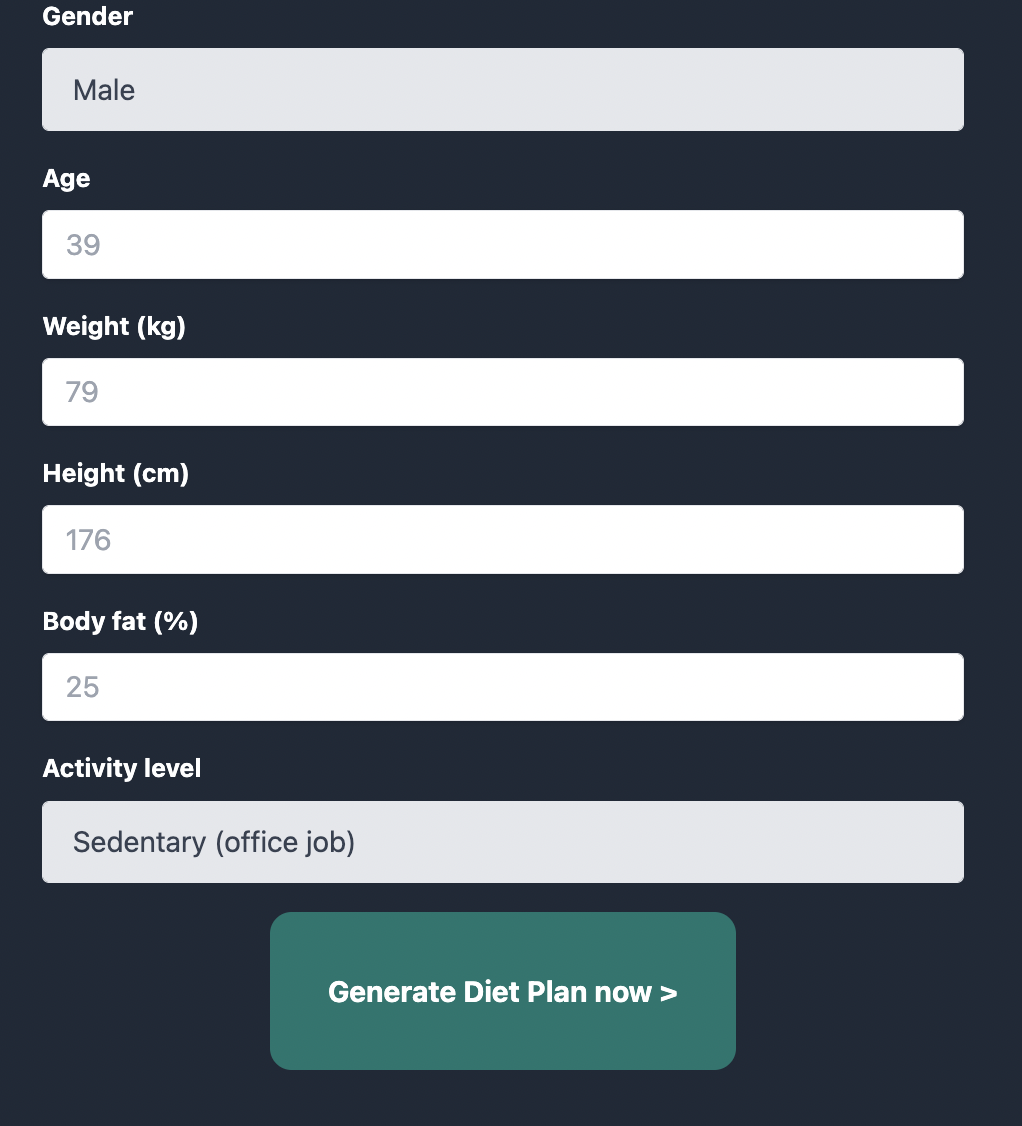 Gender
Male
Age
39
Weight (kg)
79
Height (cm)
176
Body fat (%)
25
Activity level
Sedentary (office job)
Generate Diet Plan now >